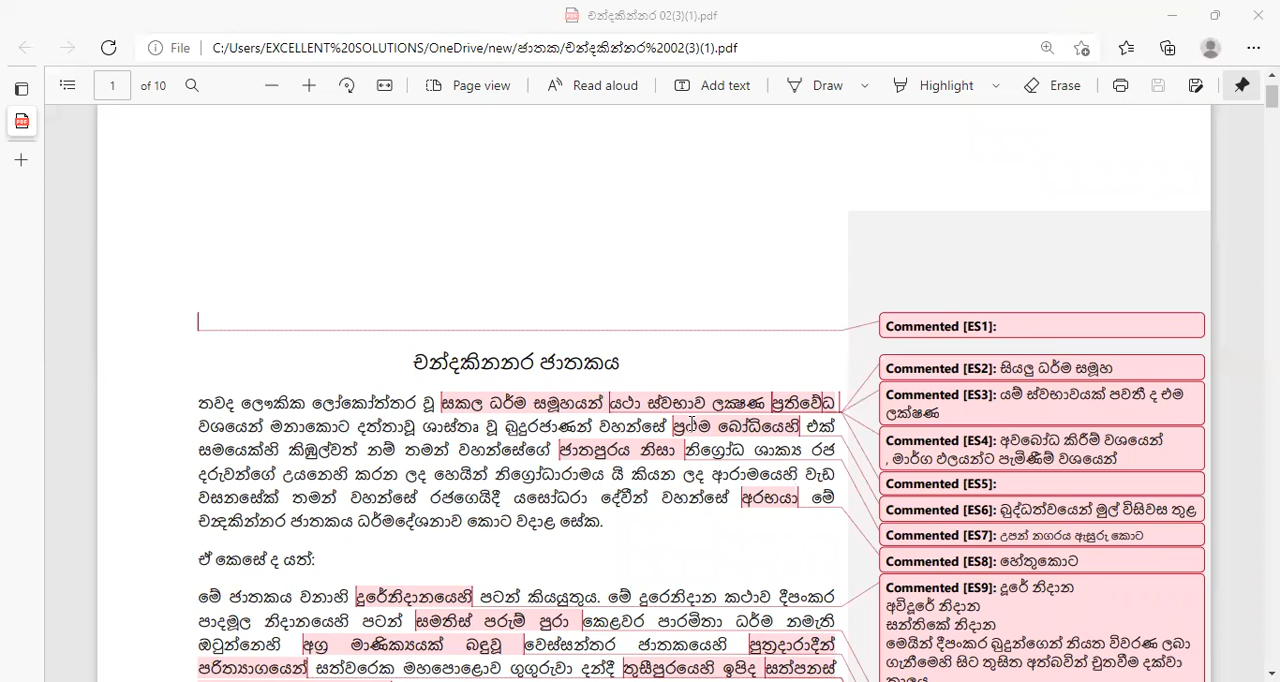 චන්දකින්නර 02(3)(1).pdf
File C:/Users/EXCELLENT%20SOLUTIONS/OneDrive/new/ජාතක/චන්දකින්නර%2002(3)(1).pdf
1 of 10 Page view Read aloud Add text Draw Highlight Erase
Commented [ES1]:
චන්දකිනනර ජාතකය
Commented [ES2]: සියලු ධර්ම සමූහ
නවද ලෞකික ලෝකෝත්තර වූ සකල ධර්ම සමූහයන් යථා ස්වභාව ලක්‍ෂණ ප්‍රතිවේධ
Commented [ES3]: යම් ස්වභාවයක් පවතී ද එම
ලක්ෂණ
වශයෙන් මනාකොට දත්තාවූ ශාස්තෘ වූ බුදුරජාණන් වහන්සේ ප්‍රථම බෝධියෙහි එක්
Commented [ES4]: අවබෝධ කිරීම් වශයෙන්
, මාර්ග ඵලයන්ට පැමිණීම් වශයෙන්
සමයෙක්හි කිඹුල්වත් නම් තමන් වහන්සේගේ ජාතපුරය නිසා නිග්‍රෝධ ශාක්‍ය රජ
දරුවන්ගේ උයනෙහි කරන ලද හෙයින් නිග්‍රෝධාරාමය යි කියන ලද ආරාමයෙහි වැඩ
Commented [ES5]:
වසනසේක් තමන් වහන්සේ රජගෙයිදී යසෝධරා දේවීන් වහන්සේ අරභයා මේ
Commented [ES6]: බුද්ධත්වයෙන් මුල් විසිවස තුළ
චන්‍දකින්නර ජාතකය ධර්මදේශනාව කොට වදාළ සේක.
Commented [ES7]: උපන් නගරය ඇසුරු කොට
ඒ කෙසේ ද යත්:
Commented [ES8]: හේතුකොට
මේ ජාතකය වනාහි දුරේනිදානයෙහි පටන් කියයුතුය. මේ දුරෙනිදාන කථාව දීපංකර
Commented [ES9]: දූරේ නිදාන
අවිදූරේ නිදාන
සන්තිකේ නිදාන
පාදමූල නිදානයෙහි පටන් සමතිස් පරුම් පුරා කෙළවර පාරමිතා ධර්ම නමැති
ඔටුන්නෙහි අග්‍ර මාණික්‍යයක් බඳුවූ වෙස්සන්තර ජාතකයෙහි පුත්‍රදාරාදීන්
මෙයින් දීපංකර බුදුන්ගෙන් නියත විවරණ ලබා
ගැනීමෙහි සිට තුසිත අත්බවින් චුතවීම දක්වා
පරිත්‍යාගයෙන් සත්වරෙක මහපොළොව ගුගුරුවා දන්දී තුසීපුරයෙහි ඉපිද සත්පනස්